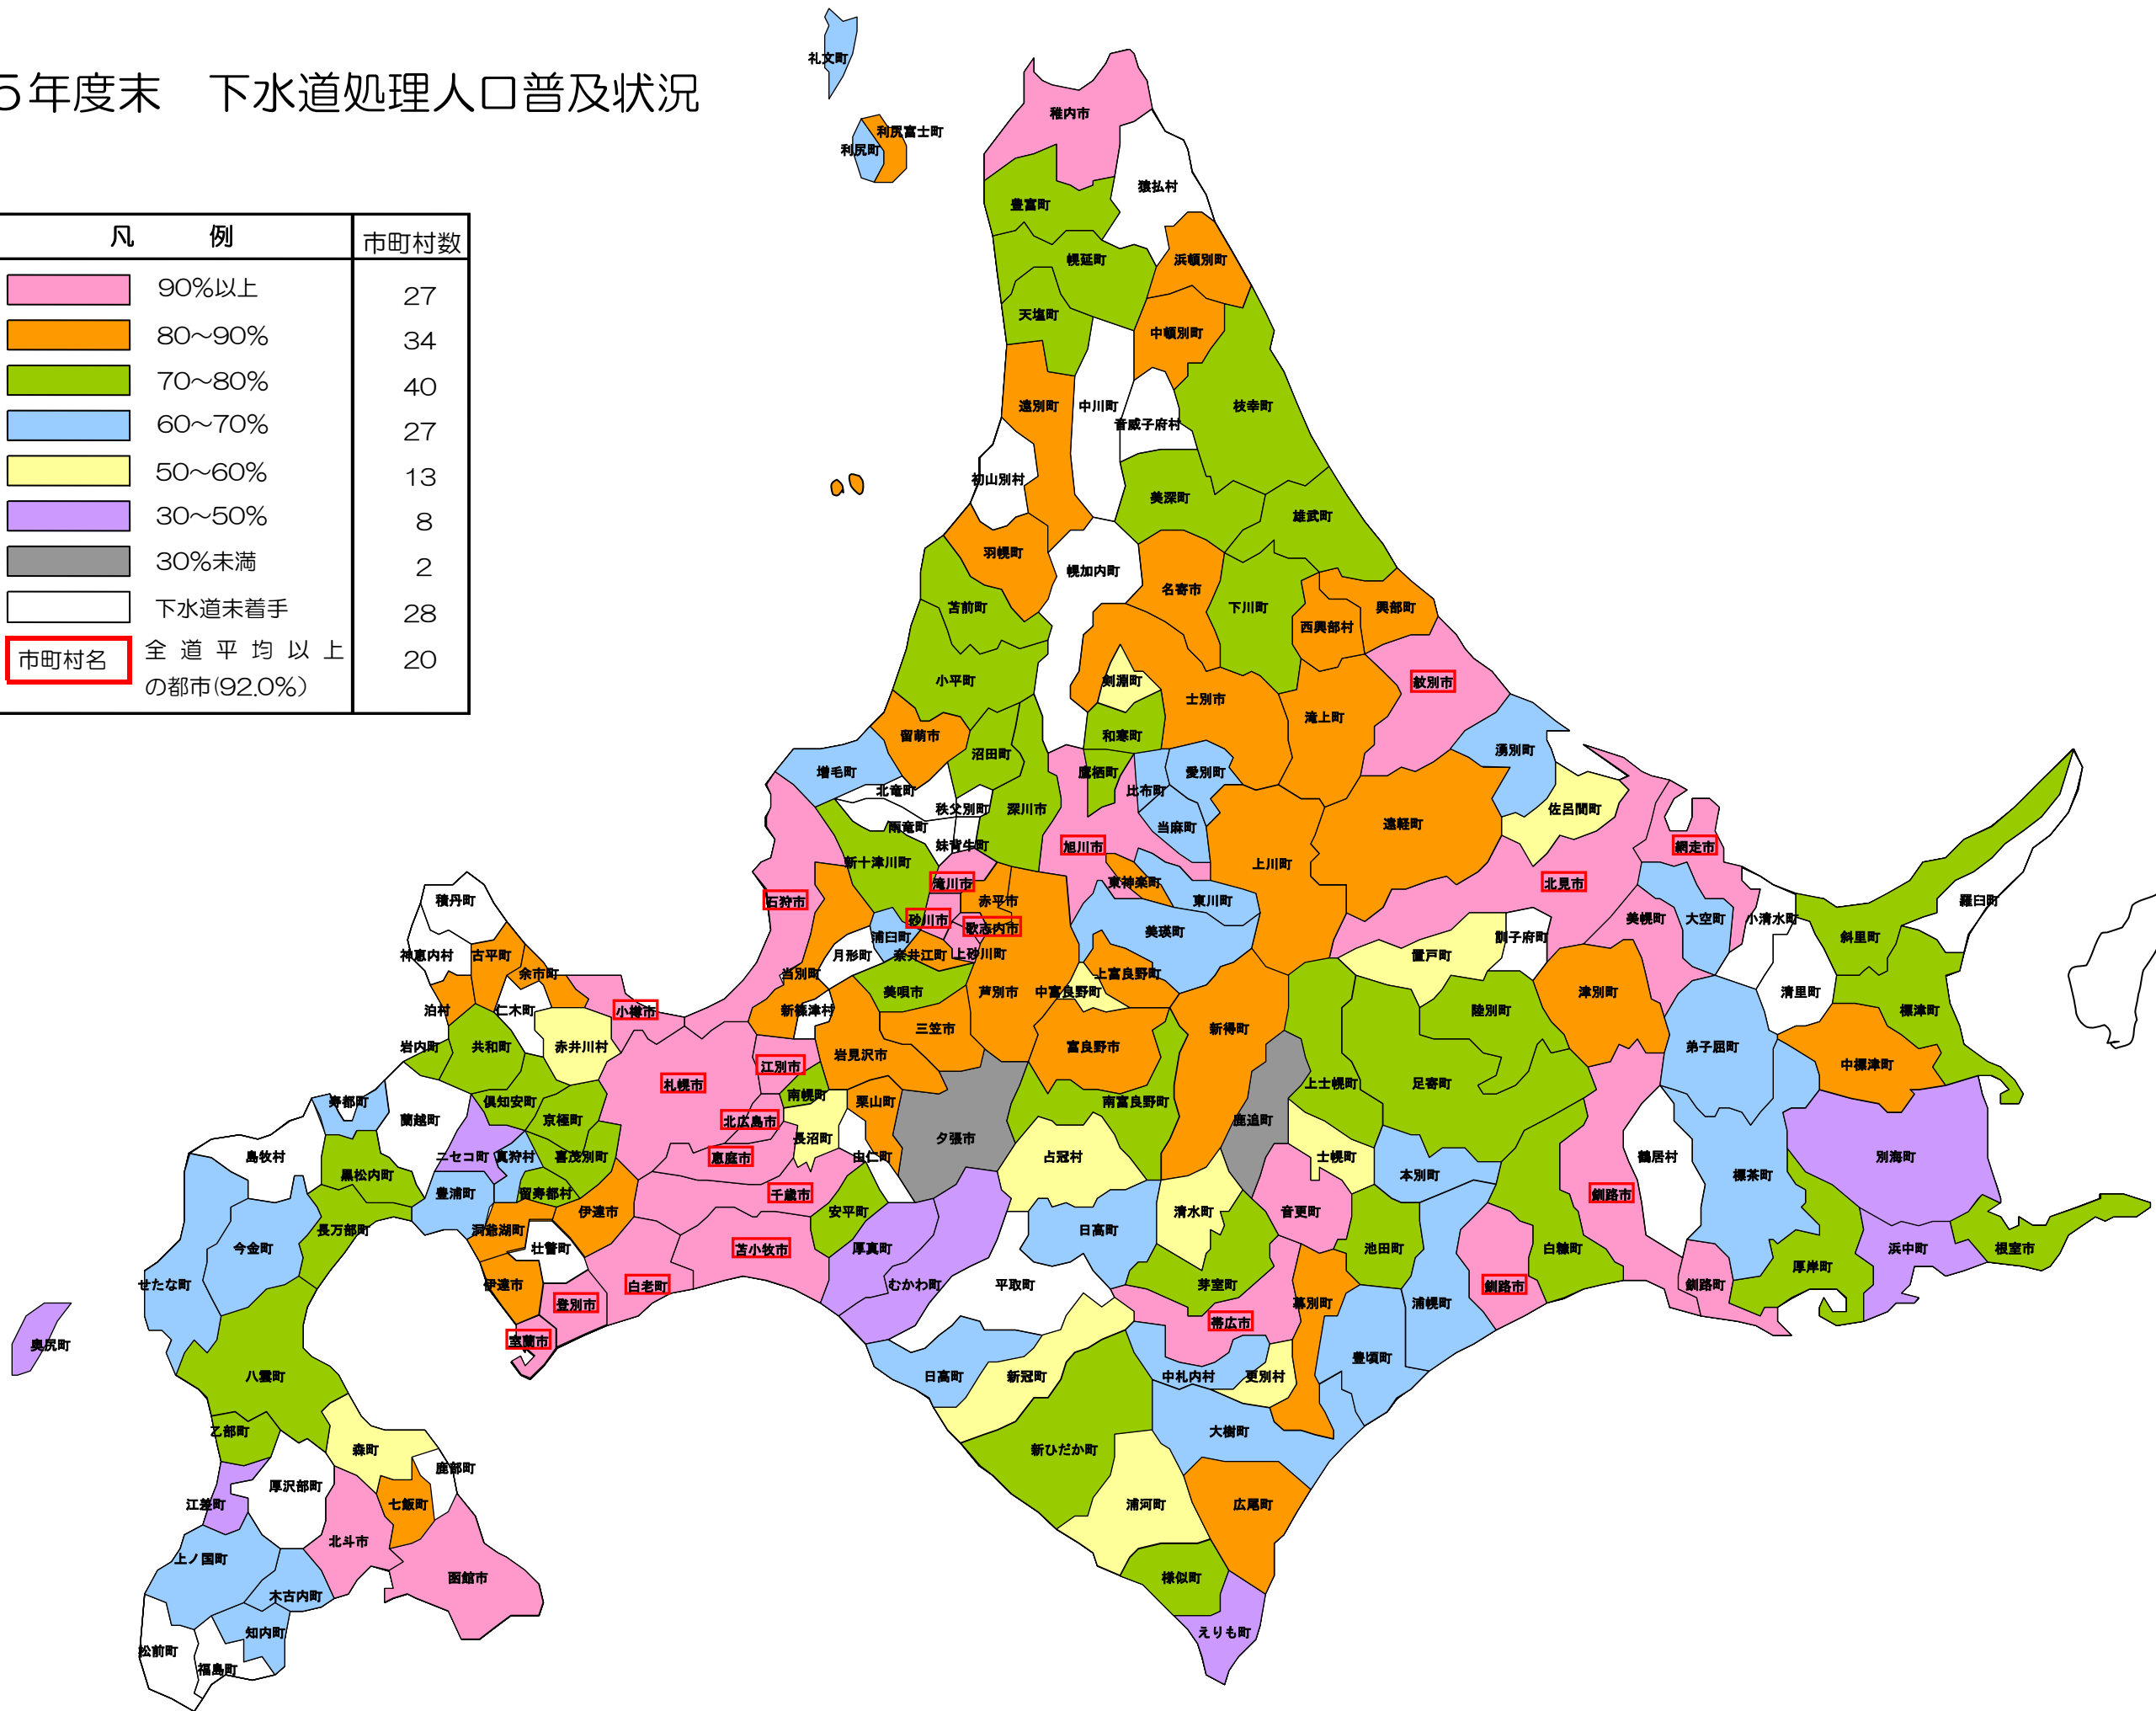 5年度末　下水道処理人口普及状況
凡　例
市町村数
90%以上
27
80～90%
34
70～80%
40
60～70%
27
50～60%
13
30～50%
8
30%未満
2
下水道未着手
28
市町村名
全道平均以上
の都市(92.0%)
20
礼文町
利尻富士町
利尻町
稚内市
猿払村
豊富町
幌延町
浜頓別町
天塩町
中頓別町
遠別町
中川町
音威子府村
枝幸町
初山別村
美深町
雄武町
羽幌町
幌加内町
名寄市
下川町
興部町
西興部村
苫前町
小平町
剣淵町
士別市
紋別市
滝上町
留萌市
沼田町
和寒町
湧別町
増毛町
鷹栖町
愛別町
北竜町
比布町
秩父別町
深川市
佐呂間町
雨竜町
当麻町
遠軽町
妹背牛町
旭川市
網走市
新十津川町
上川町
滝川市
東神楽町
北見市
石狩市
赤平市
東川町
積丹町
砂川市
歌志内市
美幌町
大空町
小清水町
羅臼町
浦臼町
美瑛町
訓子府町
斜里町
神恵内村
古平町
月形町
奈井江町
上砂川町
置戸町
余市町
当別町
上富良野町
美唄市
芦別市
中富良野町
津別町
清里町
泊村
仁木町
小樽市
新篠津村
陸別町
標津町
三笠市
新得町
岩内町
共和町
赤井川村
岩見沢市
富良野市
弟子屈町
江別市
中標津町
札幌市
上士幌町
足寄町
寿都町
倶知安町
南幌町
栗山町
南富良野町
蘭越町
京極町
北広島市
鹿追町
長沼町
夕張市
島牧村
ニセコ町
真狩村
喜茂別町
恵庭市
由仁町
占冠村
士幌町
鶴居村
別海町
黒松内町
本別町
標茶町
豊浦町
留寿都村
千歳市
釧路市
伊達市
安平町
清水町
音更町
長万部町
洞爺湖町
日高町
今金町
壮瞥町
苫小牧市
厚真町
池田町
白糠町
浜中町
根室市
せたな町
伊達市
白老町
むかわ町
平取町
芽室町
釧路市
釧路町
厚岸町
登別市
幕別町
浦幌町
帯広市
奥尻町
室蘭市
豊頃町
八雲町
日高町
新冠町
中札内村
更別村
乙部町
大樹町
森町
新ひだか町
鹿部町
厚沢部町
江差町
七飯町
浦河町
広尾町
北斗市
上ノ国町
函館市
様似町
木古内町
知内町
えりも町
松前町
福島町